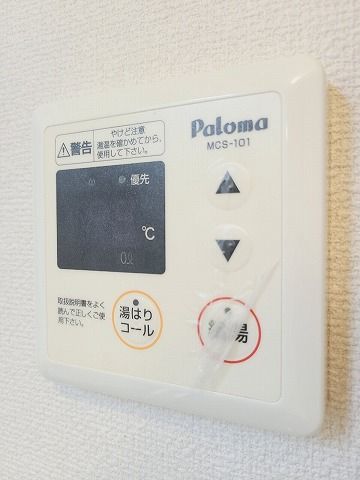 Paloma
MCS-101
警告
やけど注意
湯温を確かめてから、
使用して下さい。
優先
℃
取扱説明書をよく
読んで正しくご使
用下さい。
湯はり
コール
湯